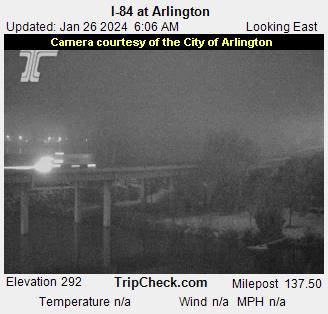 I-84 at Arlington
Updated: Jan 26 2024 6:06 AM Looking East
Camera courtesy of the City of Arlington
Elevation 292 TripCheck.com Milepost 137.50
Temperature n/a Wind n/a MPH n/a